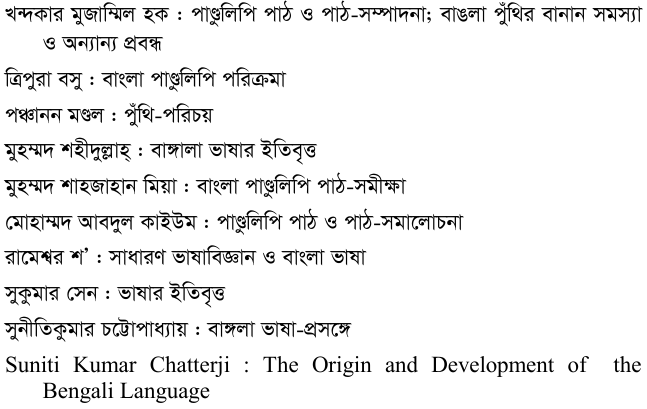 খন্দকার মুজাম্মিল হক : পাণ্ডুলিপি পাঠ ও পাঠ-সম্পাদনা; বাঙলা পুঁথির বানান সমস্যা
ও অন্যান্য প্রবন্ধ
ত্রিপুরা বসু : বাংলা পাণ্ডুলিপি পরিক্রমা
পঞ্চানন মণ্ডল : পুঁথি-পরিচয়
মুহম্মদ শহীদুল্লাহ্ : বাঙ্গালা ভাষার ইতিবৃত্ত
মুহম্মদ শাহজাহান মিয়া : বাংলা পাণ্ডুলিপি পাঠ-সমীক্ষা
মোহাম্মদ আবদুল কাইউম : পাণ্ডুলিপি পাঠ ও পাঠ-সমালোচনা
রামেশ্বর শ’ : সাধারণ ভাষাবিজ্ঞান ও বাংলা ভাষা
সুকুমার সেন : ভাষার ইতিবৃত্ত
সুনীতিকুমার চট্টোপাধ্যায় : বাঙ্গলা ভাষা-প্রসঙ্গে
Suniti Kumar Chatterji : The Origin and Development of the
Bengali Language